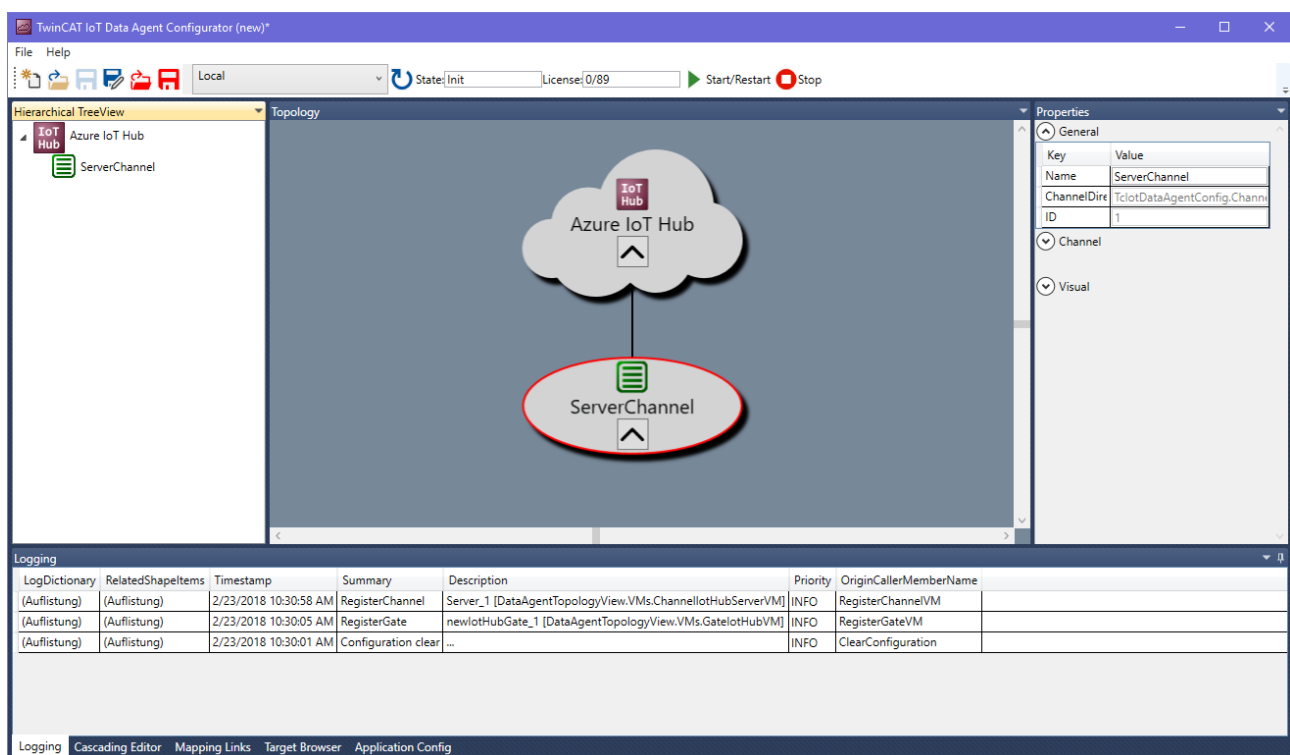 TwinCAT IoT Data Agent Configurator (new)*
File Help
Local State: Init License: 0/89 Start/Restart Stop
Hierarchical TreeView
IoT Hub Azure IoT Hub
ServerChannel
Topology
IoT
Hub
Azure IoT Hub
ServerChannel
Properties
General
Key Value
Name ServerChannel
ChannelDire TcIotDataAgentConfig.Chann
ID 1
Channel
Visual
Logging
LogDictionary RelatedShapeItems Timestamp Summary Description Priority OriginCallerMemberName
(Auflistung) (Auflistung) 2/23/2018 10:30:58 AM RegisterChannel Server_1 [DataAgentTopologyView.VMs.ChannelIotHubServerVM] INFO RegisterChannelVM
(Auflistung) (Auflistung) 2/23/2018 10:30:05 AM RegisterGate newIotHubGate_1 [DataAgentTopologyView.VMs.GateIotHubVM] INFO RegisterGateVM
(Auflistung) (Auflistung) 2/23/2018 10:30:01 AM Configuration clear ... INFO ClearConfiguration
Logging Cascading Editor Mapping Links Target Browser Application Config